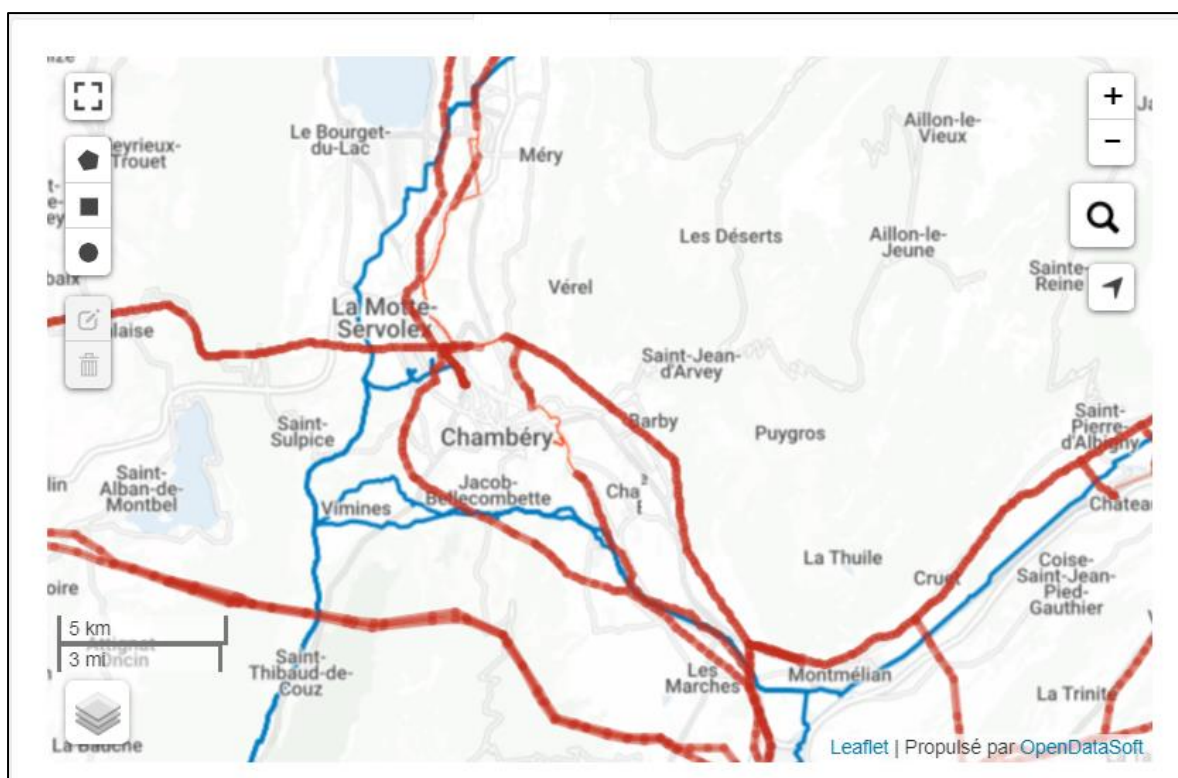 Le Bourget-
du-Lac
Méry
Aillon-le-
Vieux
Trouet
Les Déserts
Aillon-le-
Jeune
Sainte-
Reine
Vérel
La Motte-
Servolex
Saint-Jean-
d'Arvey
Barby
Puygros
Saint-
Pierre-
d'Albigny
Saint-
Sulpice
Chambéry
Saint-
Alban-de-
Montbel
Vimines
Jacob-
Bellecombette
La Thuile
Cruet
Coise-
Saint-Jean-
Pied-
Gauthier
5 km
3 mi
Saint-
Thibaud-de-
Couz
Les
Marches
Montmélian
La Trinité
La Bauche
+
−
Leaflet | Propulsé par OpenDataSoft